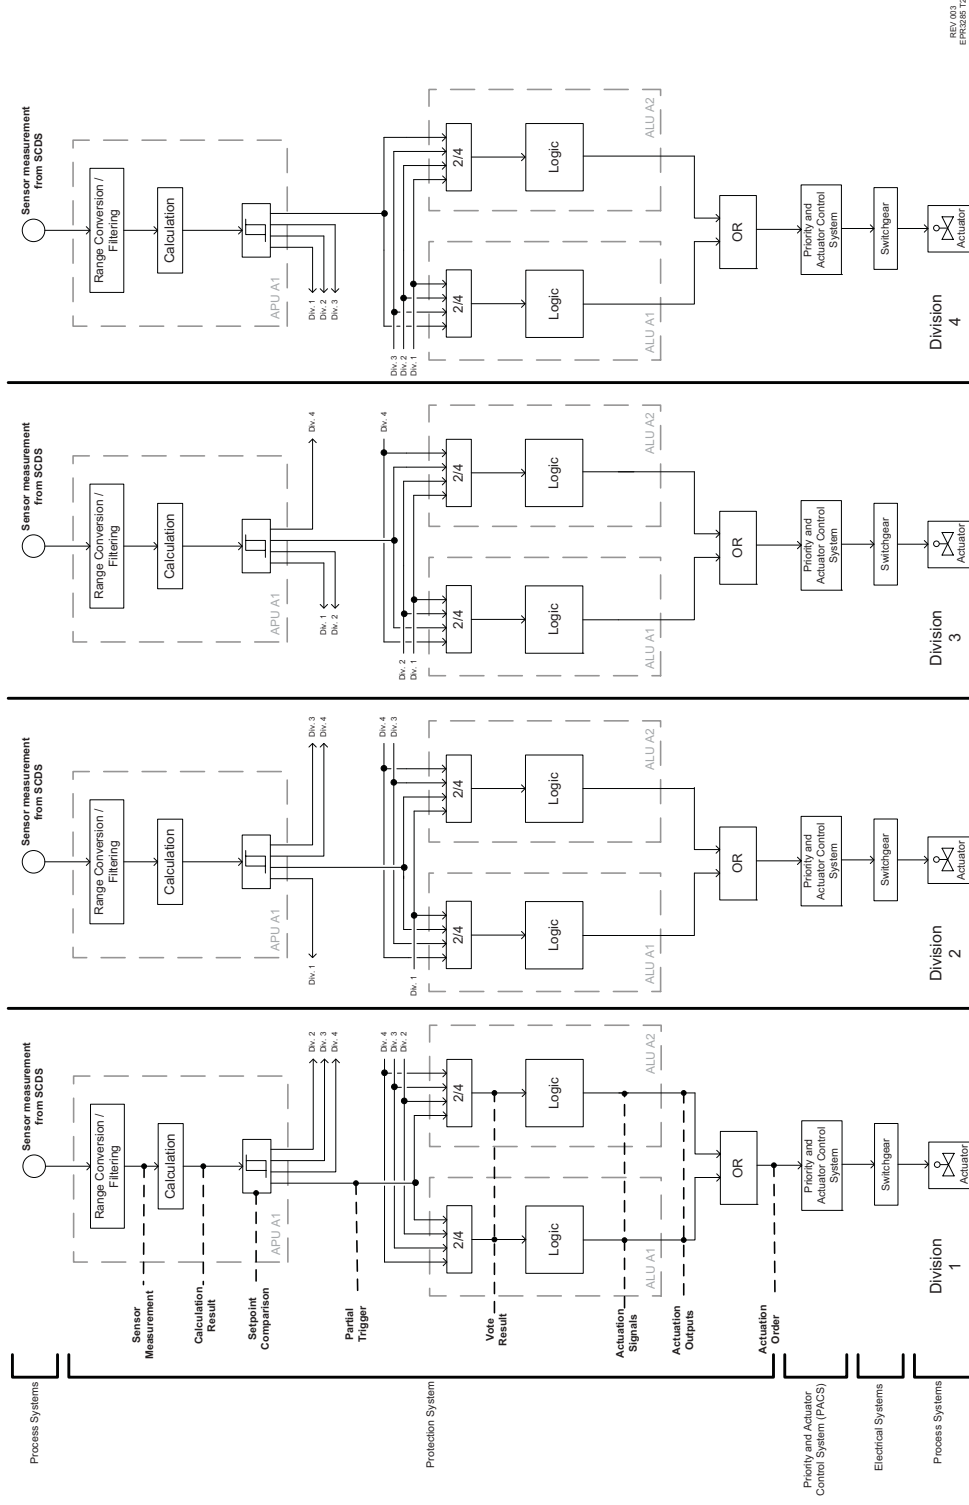 Process Systems
Protection System
Priority and Actuator
Control System (PACS)
Electrical Systems
Process Systems
Sensor
Measurement
Calculation
Result
Setpoint
Comparison
Partial
Trigger
Vote
Result
Actuation
Signals
Actuation
Outputs
Actuation
Order
Sensor measurement
from SCDS
Range Conversion /
Filtering
Calculation
APU A1
Div. 2
Div. 3
Div. 4
Div. 4
Div. 3
Div. 2
2/4
2/4
Logic
Logic
ALU A1
ALU A2
OR
Priority and
Actuator Control
System
Switchgear
Actuator
Division
1
Sensor measurement
from SCDS
Range Conversion /
Filtering
Calculation
APU A1
Div. 1
Div. 3
Div. 4
Div. 4
Div. 3
Div. 1
2/4
2/4
Logic
Logic
ALU A1
ALU A2
OR
Priority and
Actuator Control
System
Switchgear
Actuator
Division
2
Sensor measurement
from SCDS
Range Conversion /
Filtering
Calculation
APU A1
Div. 4
Div. 1
Div. 2
Div. 4
Div. 2
Div. 1
2/4
2/4
Logic
Logic
ALU A1
ALU A2
OR
Priority and
Actuator Control
System
Switchgear
Actuator
Division
3
Sensor measurement
from SCDS
Range Conversion /
Filtering
Calculation
APU A1
Div. 1
Div. 2
Div. 3
Div. 3
Div. 2
Div. 1
2/4
2/4
Logic
Logic
ALU A1
ALU A2
OR
Priority and
Actuator Control
System
Switchgear
Actuator
Division
4
REV 003
EPR3285 T2